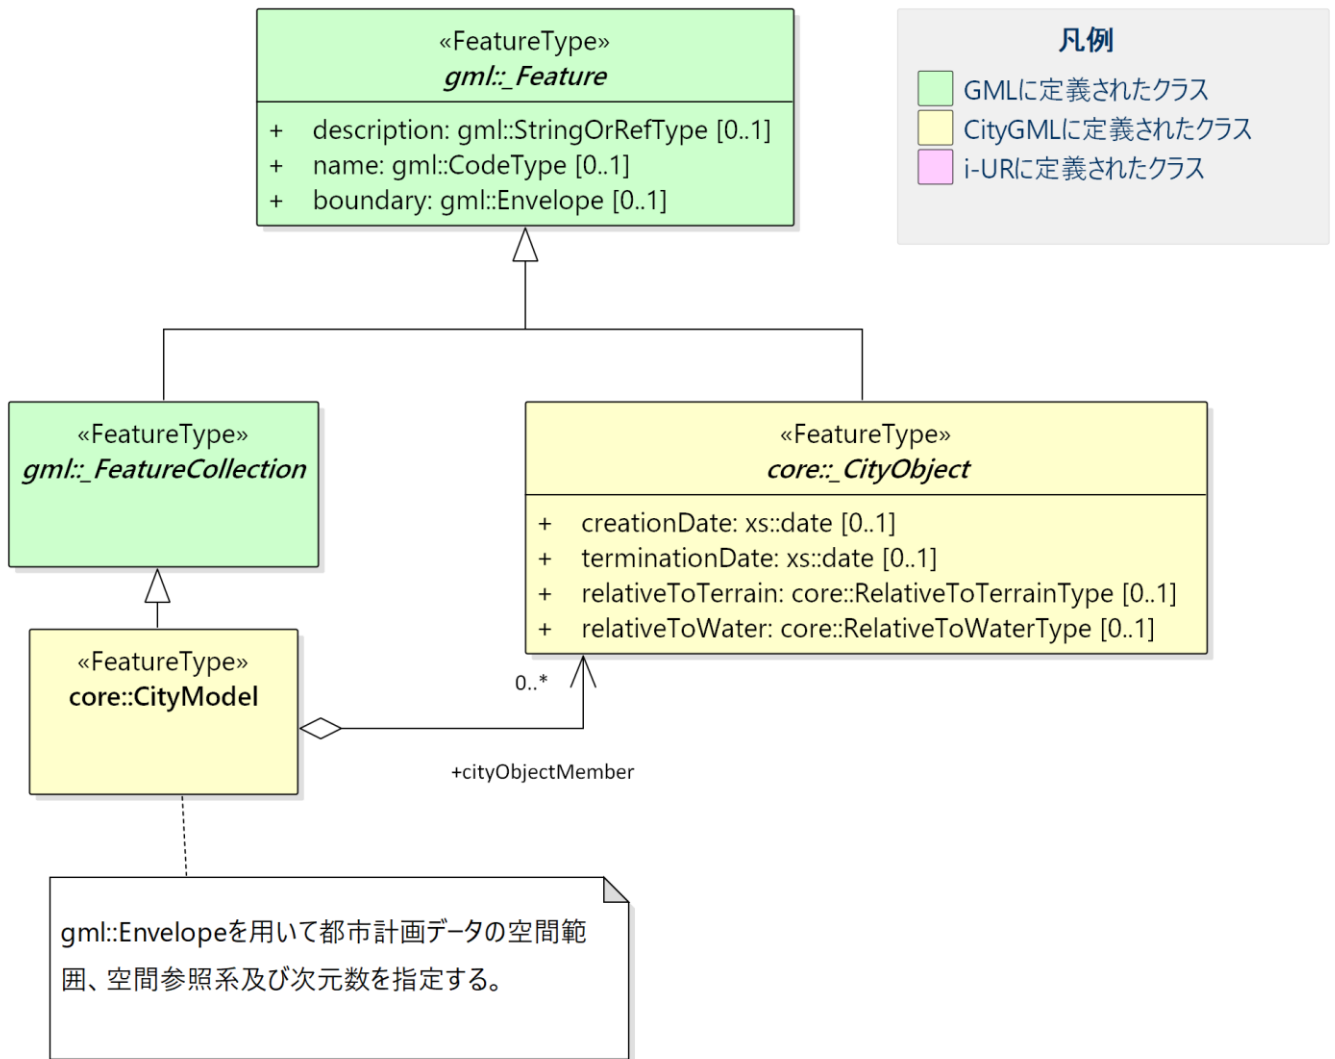 «FeatureType»
gml::_Feature
+ description: gml::StringOrRefType [0..1]
+ name: gml::CodeType [0..1]
+ boundary: gml::Envelope [0..1]
凡例
GMLに定義されたクラス
CityGMLに定義されたクラス
i-URに定義されたクラス
«FeatureType»
gml::_FeatureCollection
«FeatureType»
core::_CityObject
+ creationDate: xs::date [0..1]
+ terminationDate: xs::date [0..1]
+ relativeToTerrain: core::RelativeToTerrainType [0..1]
+ relativeToWater: core::RelativeToWaterType [0..1]
«FeatureType»
core::CityModel
0..*
+cityObjectMember
gml::Envelopeを用いて都市計画データの空間範
囲、空間参照系及び次元数を指定する。